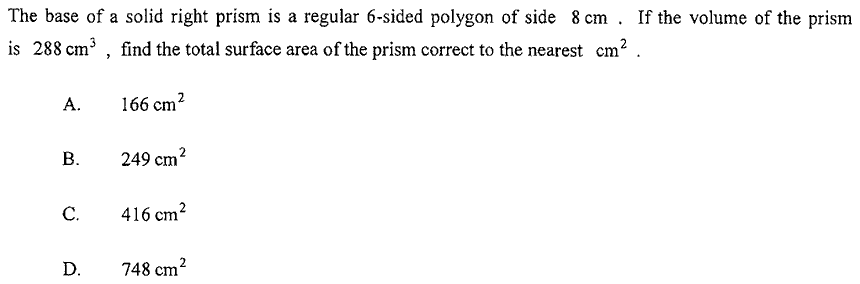 The base of a solid right prism is a regular 6-sided polygon of side 8 cm . If the volume of the prism
is 288 cm³ , find the total surface area of the prism correct to the nearest cm² .
A. 166 cm²
B. 249 cm²
C. 416 cm²
D. 748 cm²